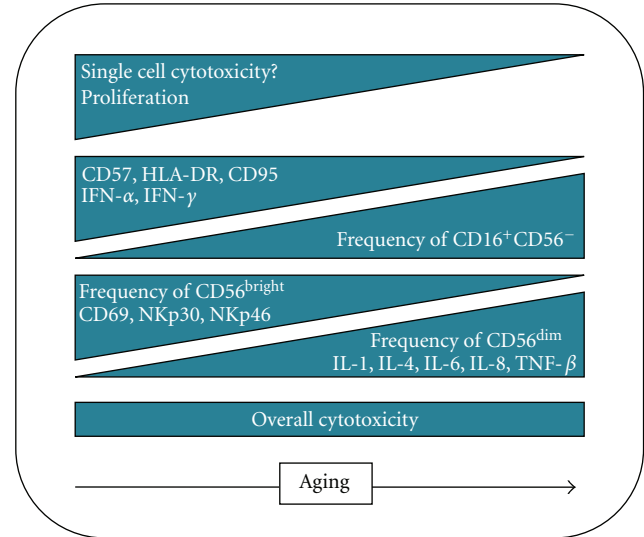 Single cell cytotoxicity?
Proliferation
CD57, HLA-DR, CD95
IFN-α, IFN-γ
Frequency of CD16⁺CD56⁻
Frequency of CD56ᵇʳⁱᵍʰᵗ
CD69, NKp30, NKp46
Frequency of CD56ᵈⁱᵐ
IL-1, IL-4, IL-6, IL-8, TNF-β
Overall cytotoxicity
Aging